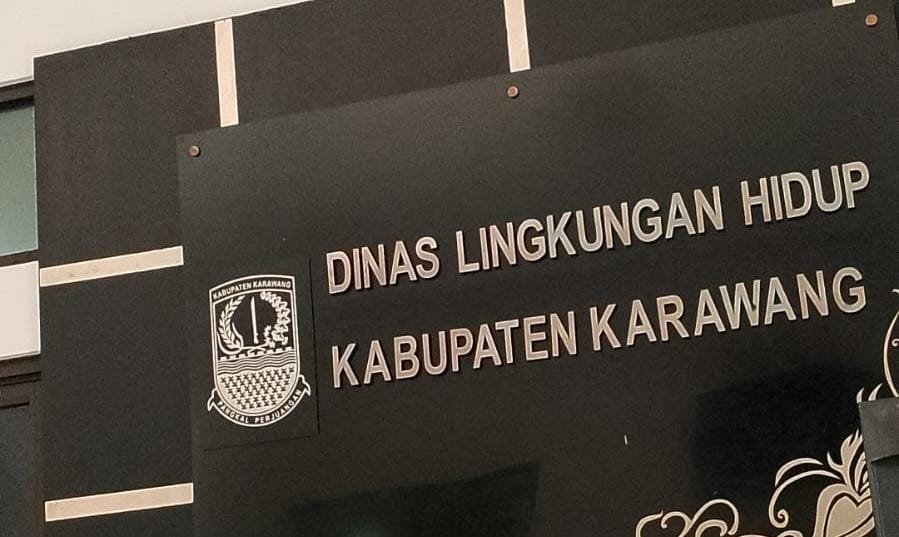 DINAS LINGKUNGAN HIDUP
KABUPATEN KARAWANG
KABUPATEN KARAWANG
PANGKAL PERJUANGAN